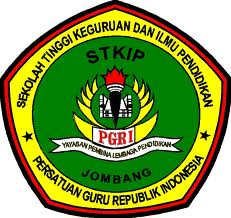 SEKOLAH TINGGI KEGURUAN DAN ILMU PENDIDIKAN
STKIP
PGRI
YAYASAN PEMBINA LEMBAGA PENDIDIKAN
JOMBANG
PERSATUAN GURU REPUBLIK INDONESIA